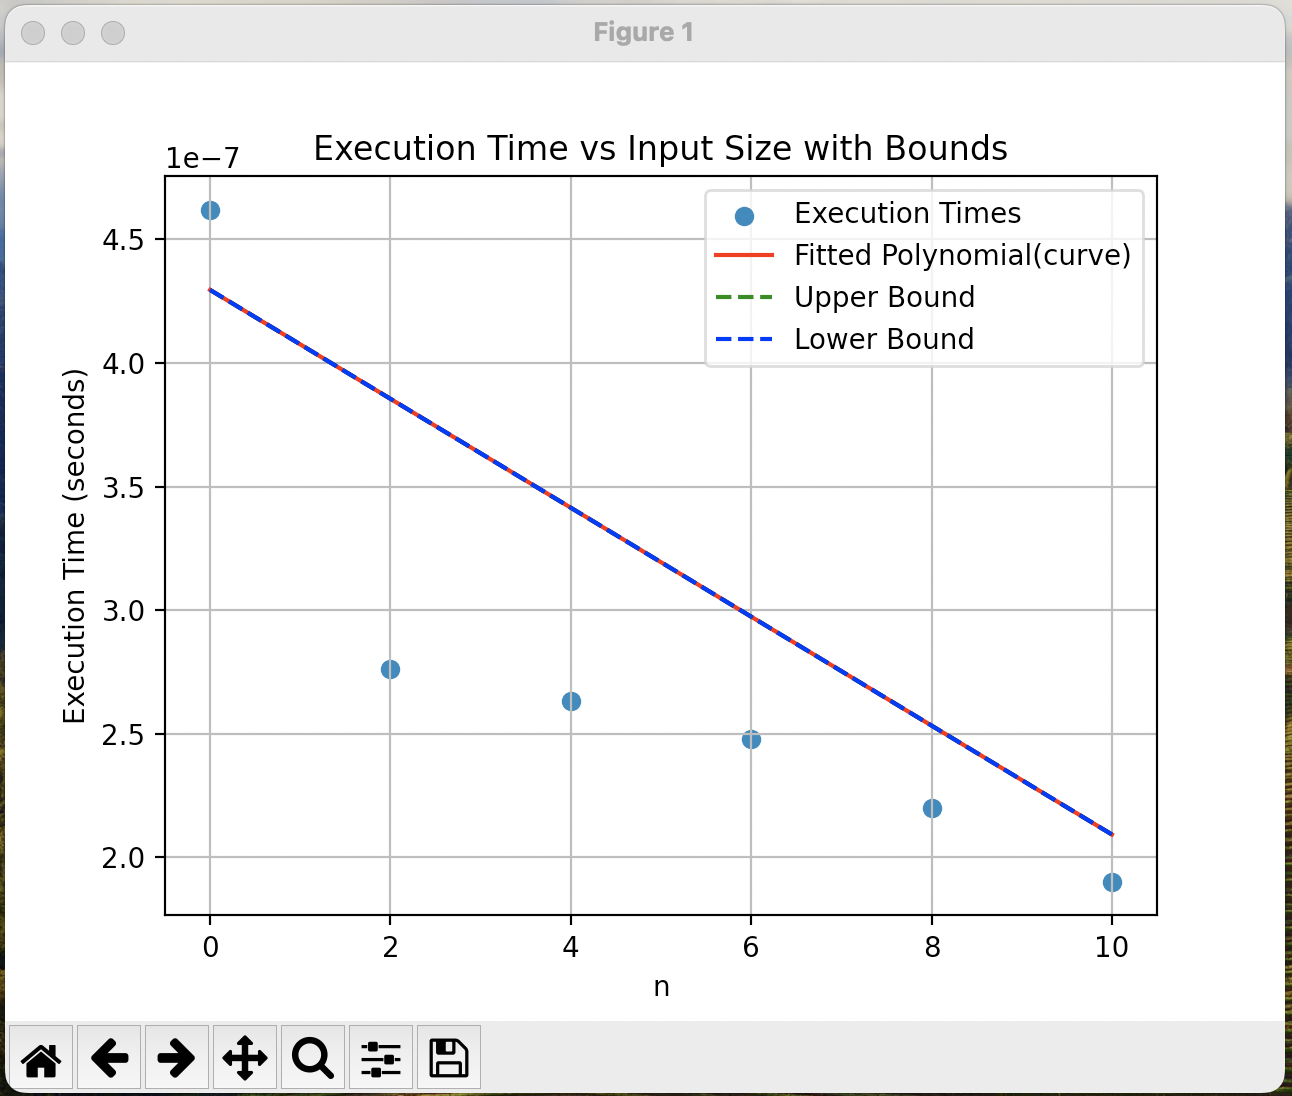 Figure 1
1e−7
Execution Time vs Input Size with Bounds
Execution Times
Fitted Polynomial(curve)
Upper Bound
Lower Bound
Execution Time (seconds)
4.5
4.0
3.5
3.0
2.5
2.0
0 2 4 6 8 10
n